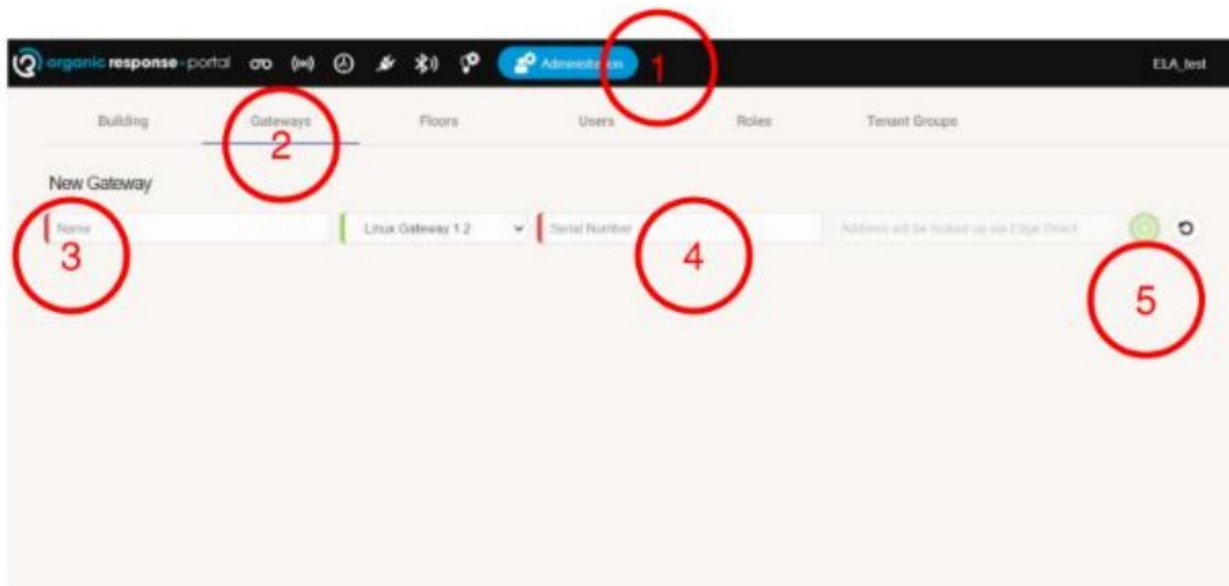 organic response - portal Administration 1 ELA_test
Building Gateways Floors Users Roles Tenant Groups
2
New Gateway
Name Linux Gateway 1.2 Serial Number Address will be looked up via Edge Direct
3 4 5